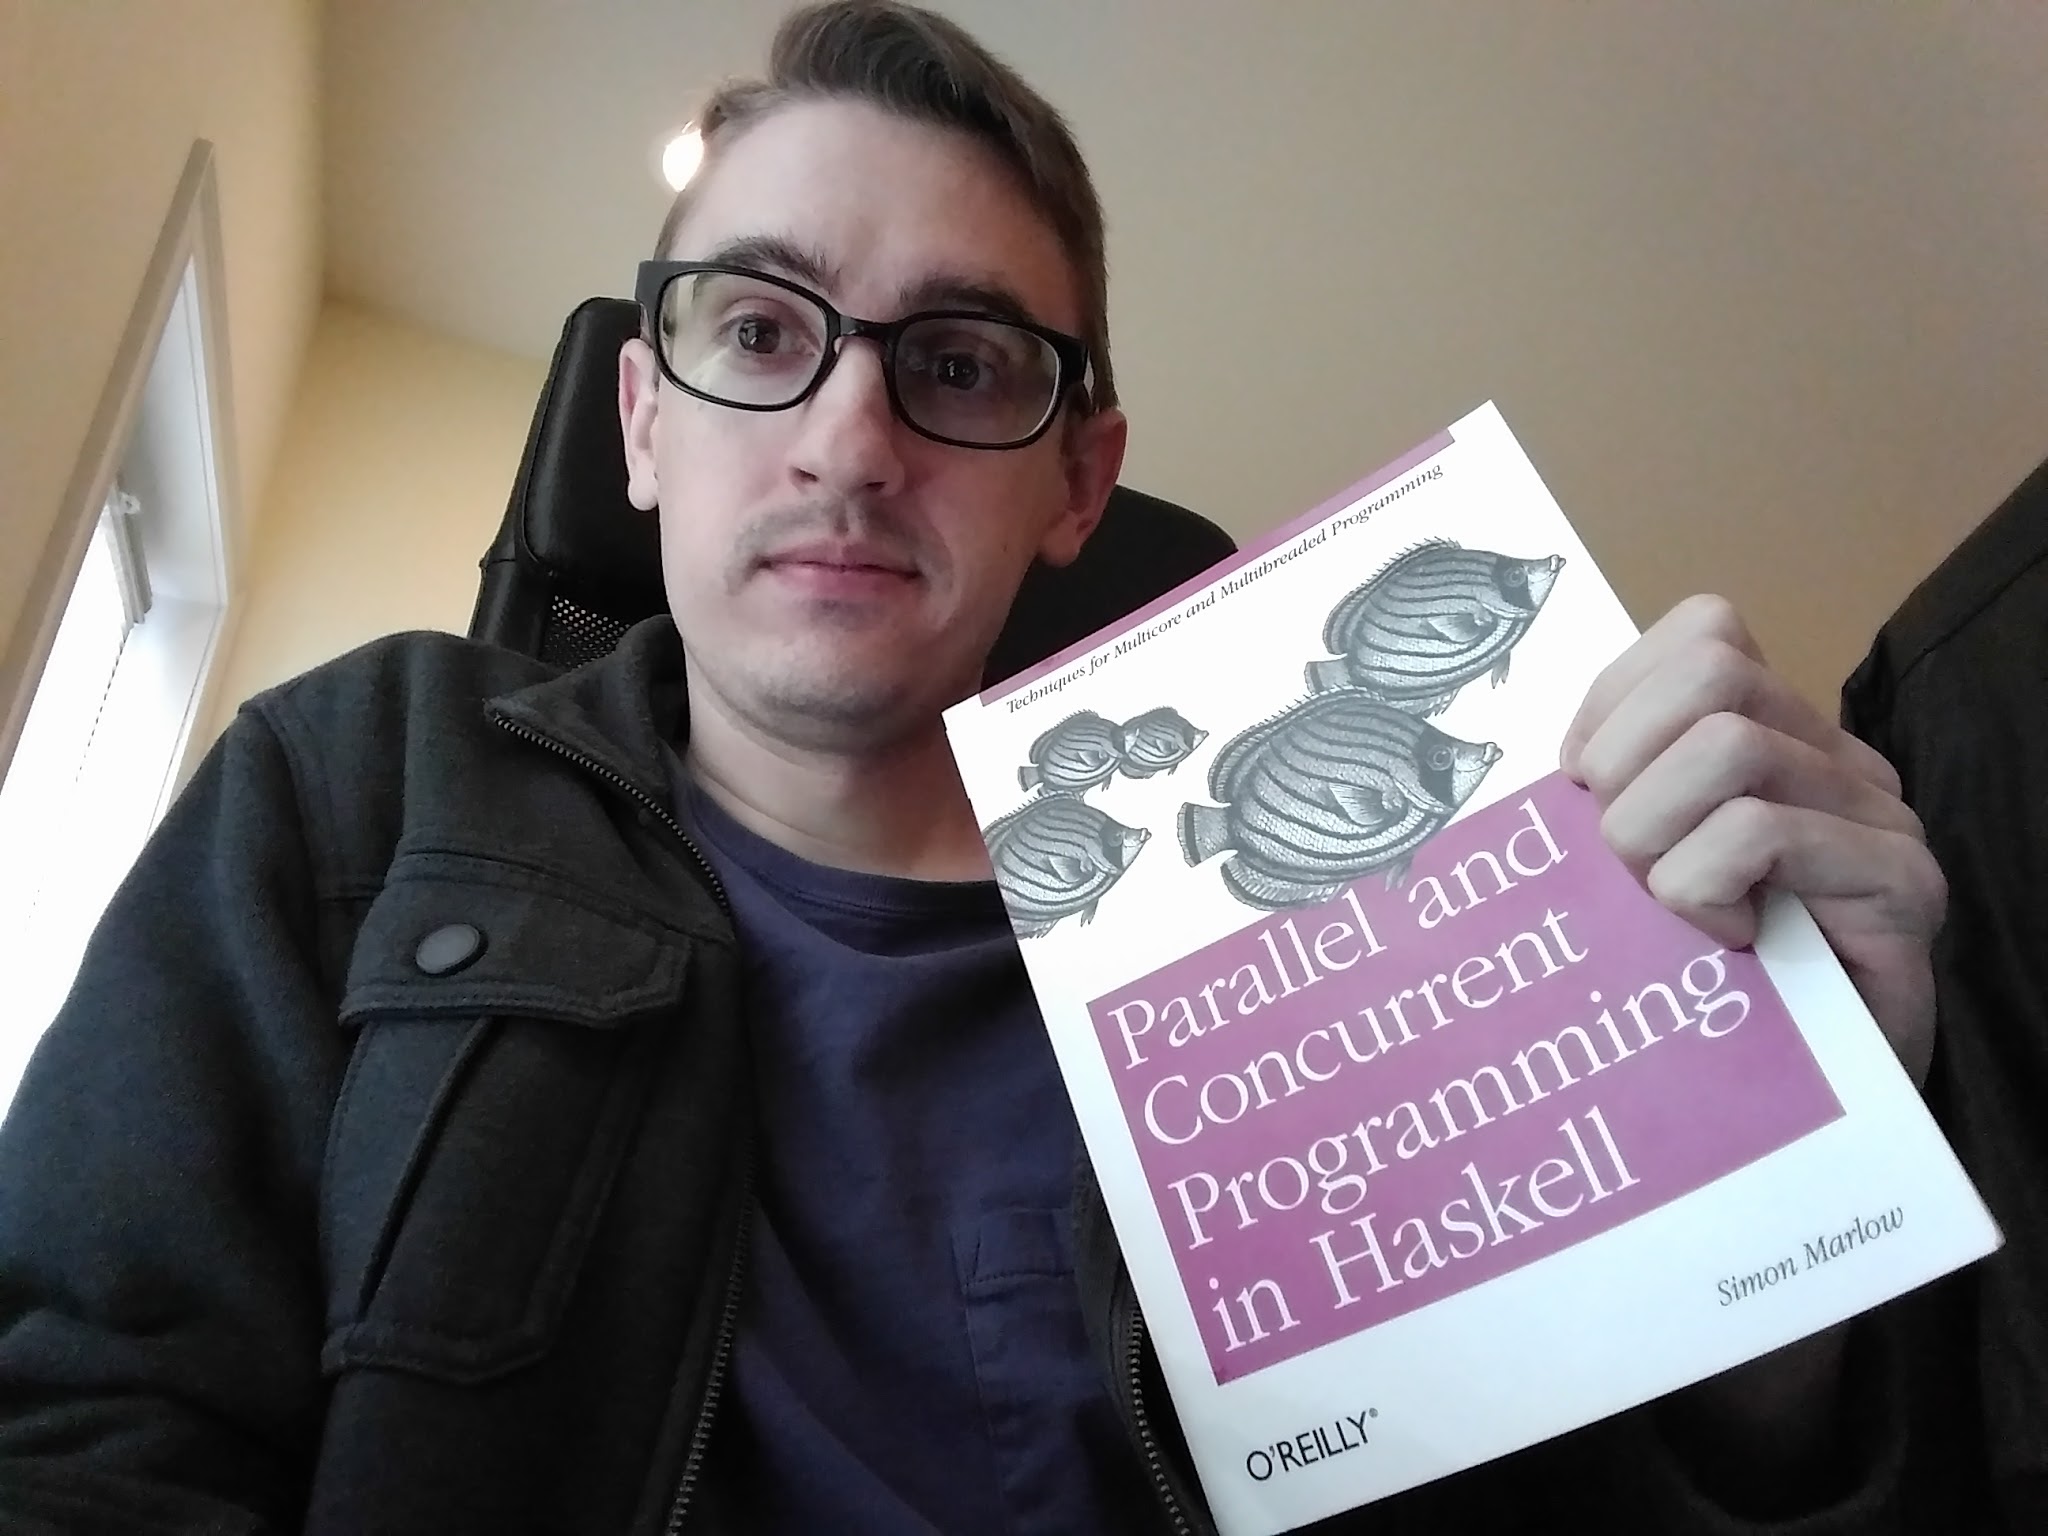 Techniques for Multicore and Multithreaded Programming
Parallel and
Concurrent
Programming
in Haskell
Simon Marlow
O'REILLY®